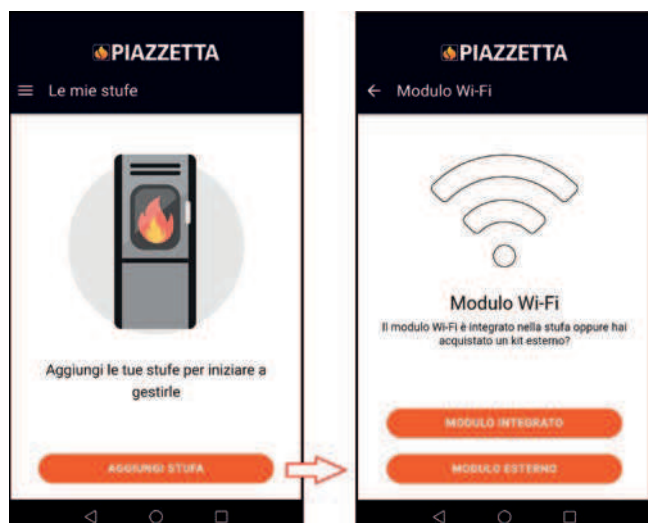 PIAZZETTA
Le mie stufe
Aggiungi le tue stufe per iniziare a
gestirle
AGGIUNGI STUFA
PIAZZETTA
Modulo Wi-Fi
Modulo Wi-Fi
Il modulo Wi-Fi è integrato nella stufa oppure hai
acquistato un kit esterno?
MODULO INTEGRATO
MODULO ESTERNO